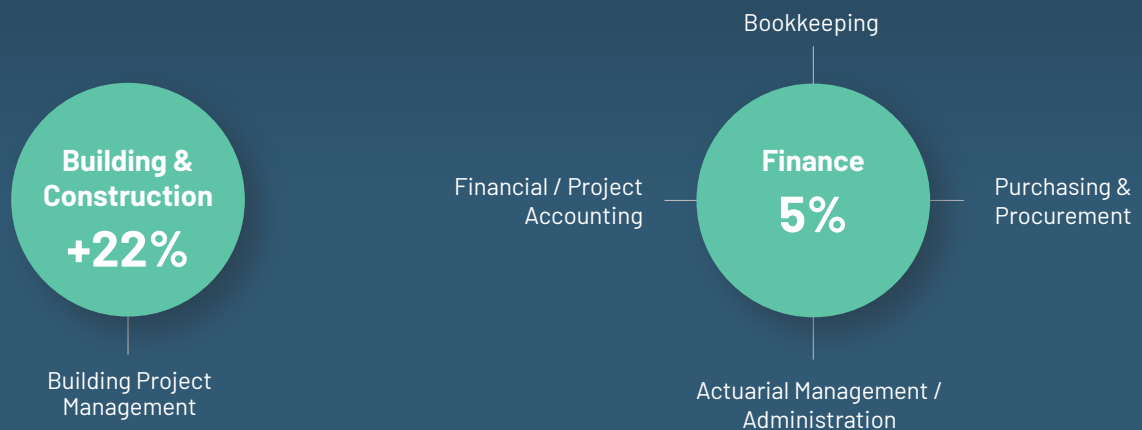 Building &
Construction
+22%
Building Project
Management
Bookkeeping
Financial / Project
Accounting
Finance
5%
Purchasing &
Procurement
Actuarial Management /
Administration